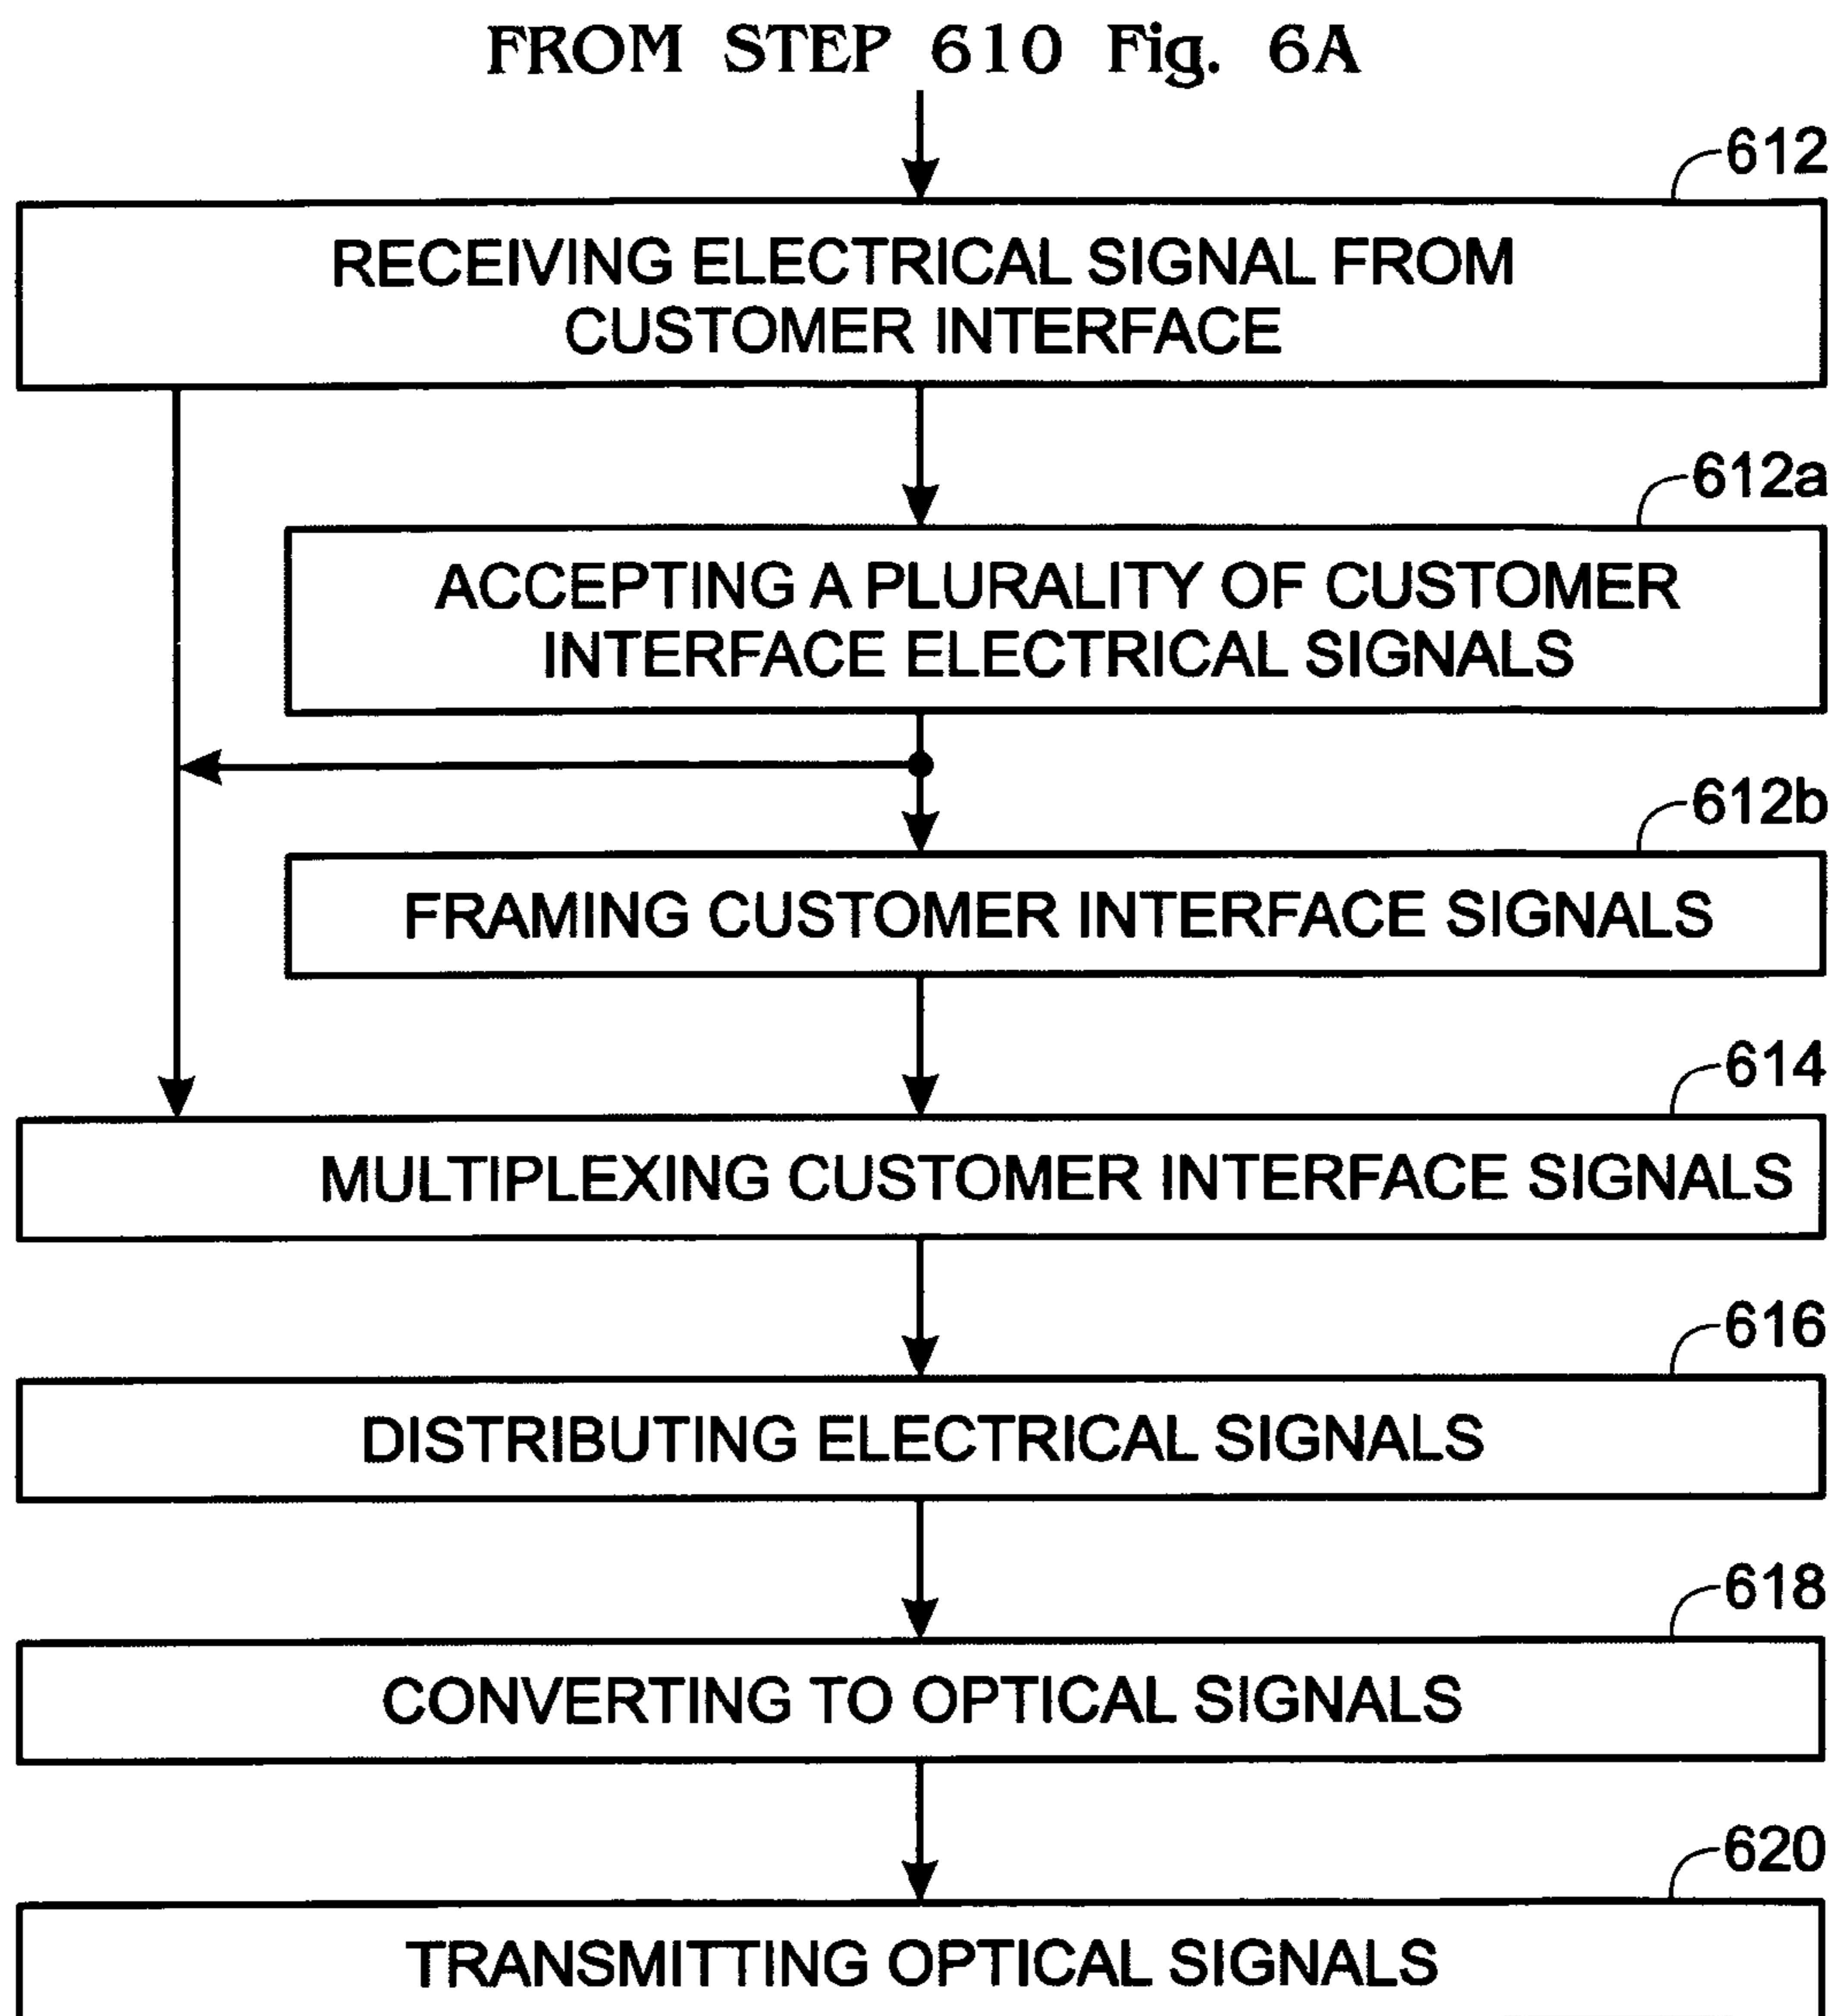 FROM STEP 610 Fig. 6A
612
RECEIVING ELECTRICAL SIGNAL FROM
CUSTOMER INTERFACE
612a
ACCEPTING A PLURALITY OF CUSTOMER
INTERFACE ELECTRICAL SIGNALS
612b
FRAMING CUSTOMER INTERFACE SIGNALS
614
MULTIPLEXING CUSTOMER INTERFACE SIGNALS
616
DISTRIBUTING ELECTRICAL SIGNALS
618
CONVERTING TO OPTICAL SIGNALS
620
TRANSMITTING OPTICAL SIGNALS